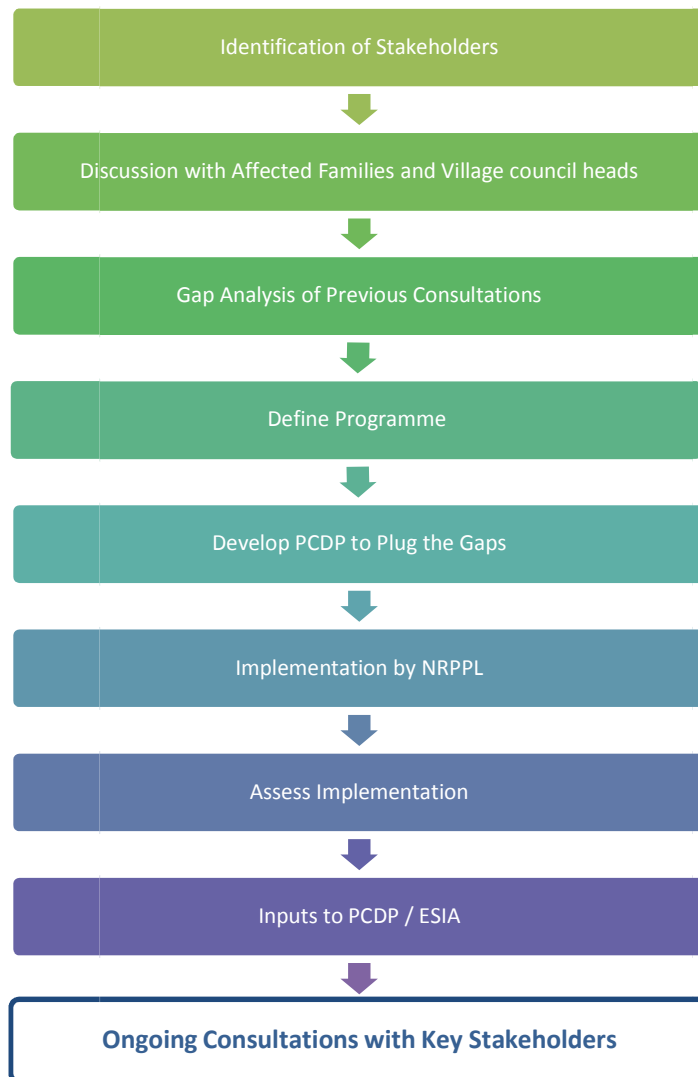 Identification of Stakeholders
Discussion with Affected Families and Village council heads
Gap Analysis of Previous Consultations
Define Programme
Develop PCDP to Plug the Gaps
Implementation by NRPPL
Assess Implementation
Inputs to PCDP / ESIA
Ongoing Consultations with Key Stakeholders